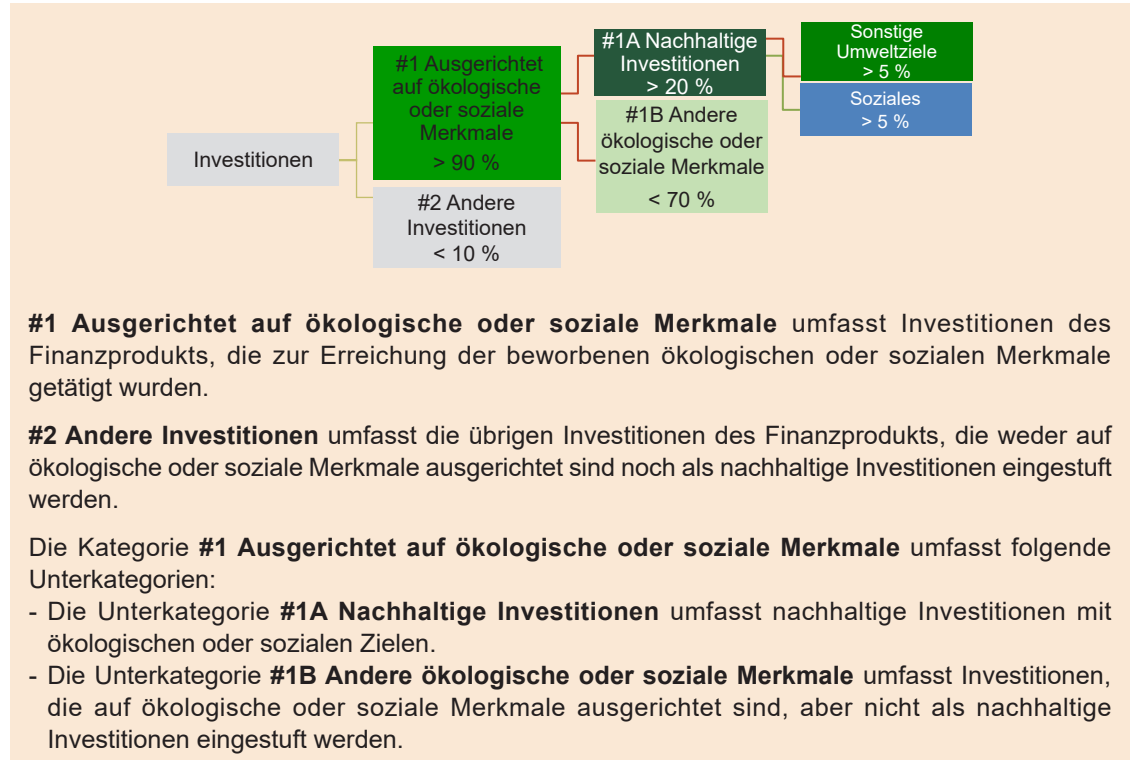 Investitionen
#1 Ausgerichtet
auf ökologische
oder soziale
Merkmale
> 90 %
#2 Andere
Investitionen
< 10 %
#1A Nachhaltige
Investitionen
> 20 %
#1B Andere
ökologische oder
soziale Merkmale
< 70 %
Sonstige
Umweltziele
> 5 %
Soziales
> 5 %
#1 Ausgerichtet auf ökologische oder soziale Merkmale umfasst Investitionen des
Finanzprodukts, die zur Erreichung der beworbenen ökologischen oder sozialen Merkmale
getätigt wurden.
#2 Andere Investitionen umfasst die übrigen Investitionen des Finanzprodukts, die weder auf
ökologische oder soziale Merkmale ausgerichtet sind noch als nachhaltige Investitionen eingestuft
werden.
Die Kategorie #1 Ausgerichtet auf ökologische oder soziale Merkmale umfasst folgende
Unterkategorien:
- Die Unterkategorie #1A Nachhaltige Investitionen umfasst nachhaltige Investitionen mit
ökologischen oder sozialen Zielen.
- Die Unterkategorie #1B Andere ökologische oder soziale Merkmale umfasst Investitionen,
die auf ökologische oder soziale Merkmale ausgerichtet sind, aber nicht als nachhaltige
Investitionen eingestuft werden.